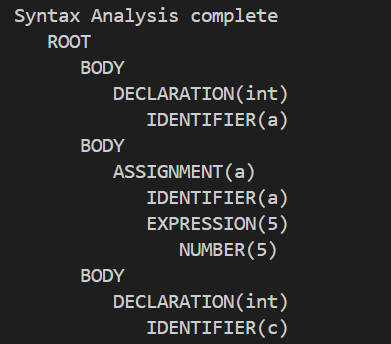 Syntax Analysis complete
ROOT
BODY
DECLARATION(int)
IDENTIFIER(a)
BODY
ASSIGNMENT(a)
IDENTIFIER(a)
EXPRESSION(5)
NUMBER(5)
BODY
DECLARATION(int)
IDENTIFIER(c)